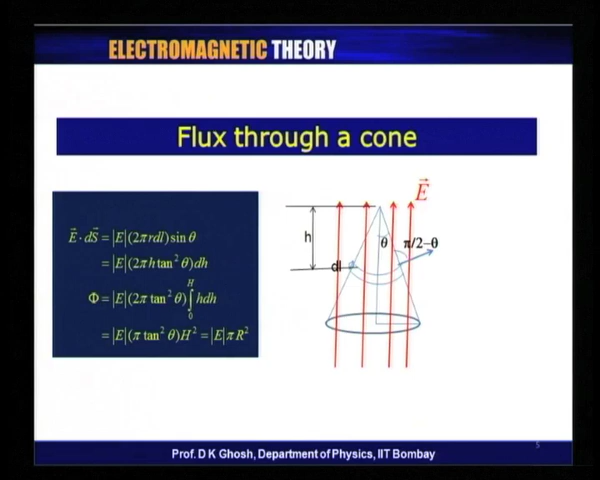 ELECTROMAGNETIC THEORY
Flux through a cone
E⃗ · dS⃗ = |E|(2πrdl)sin θ
= |E|(2πh tan² θ)dh
Φ = |E|(2π tan² θ)∫₀ᴴ hdh
= |E|(π tan² θ)H² = |E|πR²
E⃗
h
θ
π/2-θ
dl
Prof. D K Ghosh, Department of Physics, IIT Bombay
5